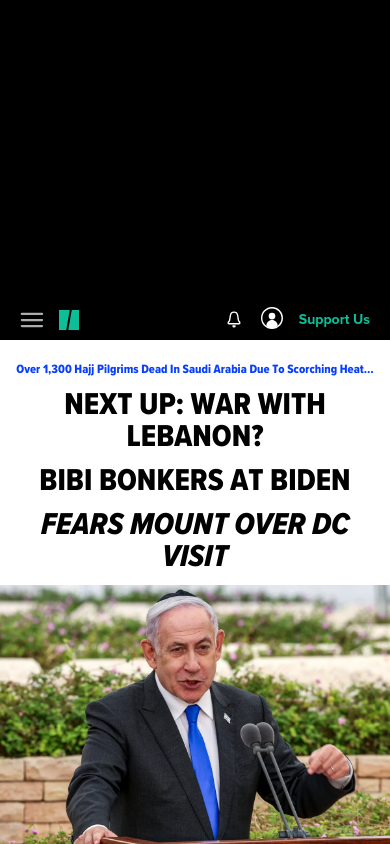 Support Us
Over 1,300 Hajj Pilgrims Dead In Saudi Arabia Due To Scorching Heat...
NEXT UP: WAR WITH
LEBANON?
BIBI BONKERS AT BIDEN
FEARS MOUNT OVER DC
VISIT